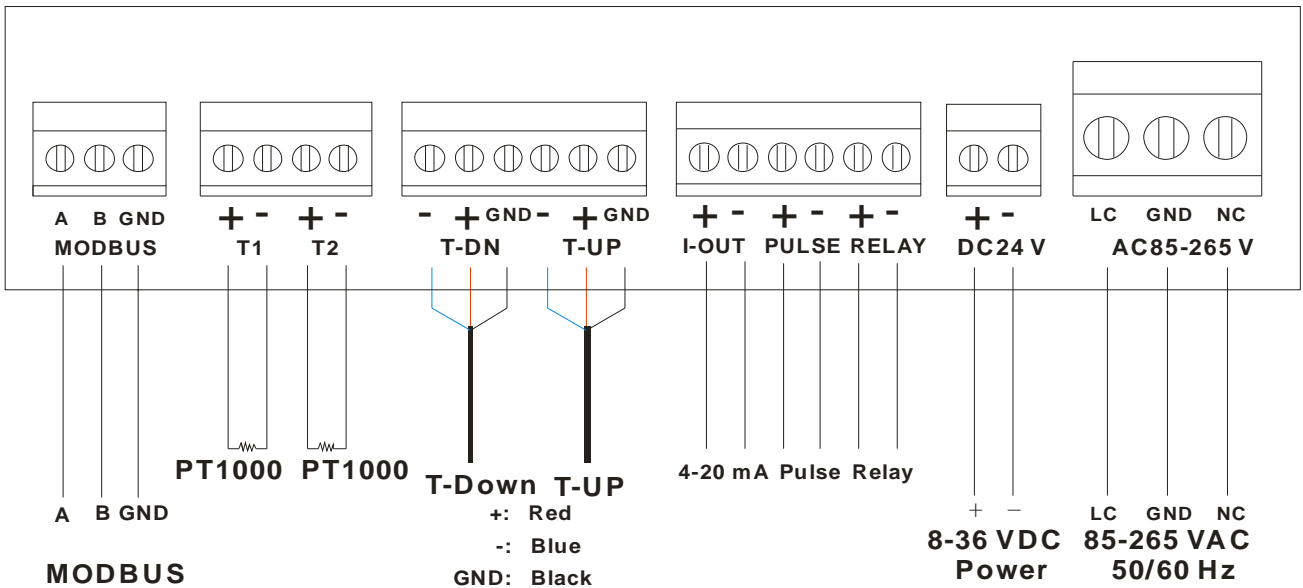 A B GND + - + - - + GND - + GND + - + - + - + - LC GND NC
MODBUS T1 T2 T-DN T-UP I-OUT PULSE RELAY DC24 V AC85-265 V
PT1000 PT1000 T-Down T-UP 4-20 mA Pulse Relay
A B GND +: Red + − LC GND NC
-: Blue 8-36 VDC 85-265 VAC
MODBUS GND: Black Power 50/60 Hz